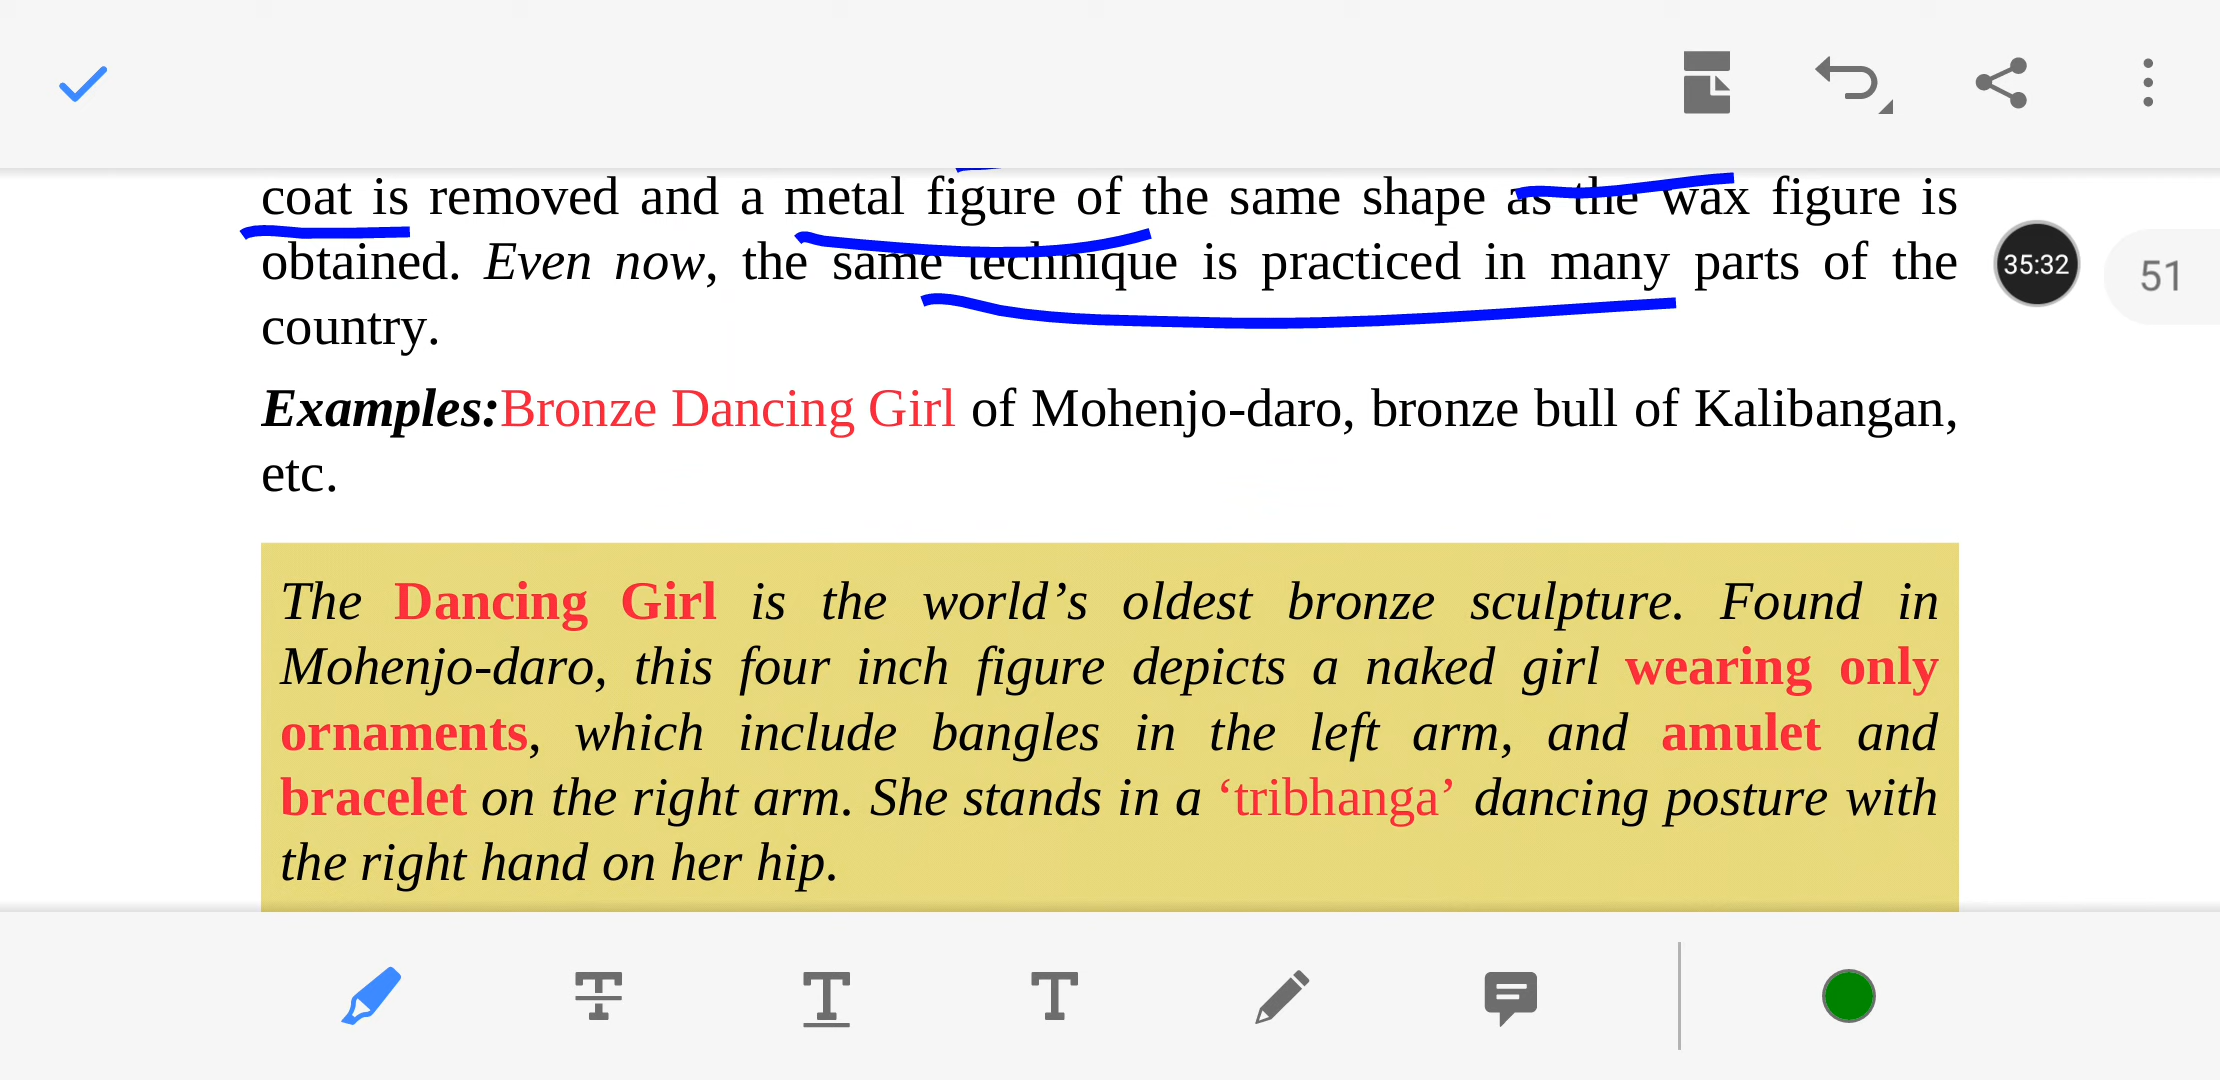 coat is removed and a metal figure of the same shape as the wax figure is
obtained. Even now, the same technique is practiced in many parts of the
country.
35:32
51
Examples:Bronze Dancing Girl of Mohenjo-daro, bronze bull of Kalibangan,
etc.
The Dancing Girl is the world’s oldest bronze sculpture. Found in
Mohenjo-daro, this four inch figure depicts a naked girl wearing only
ornaments, which include bangles in the left arm, and amulet and
bracelet on the right arm. She stands in a ‘tribhanga’ dancing posture with
the right hand on her hip.